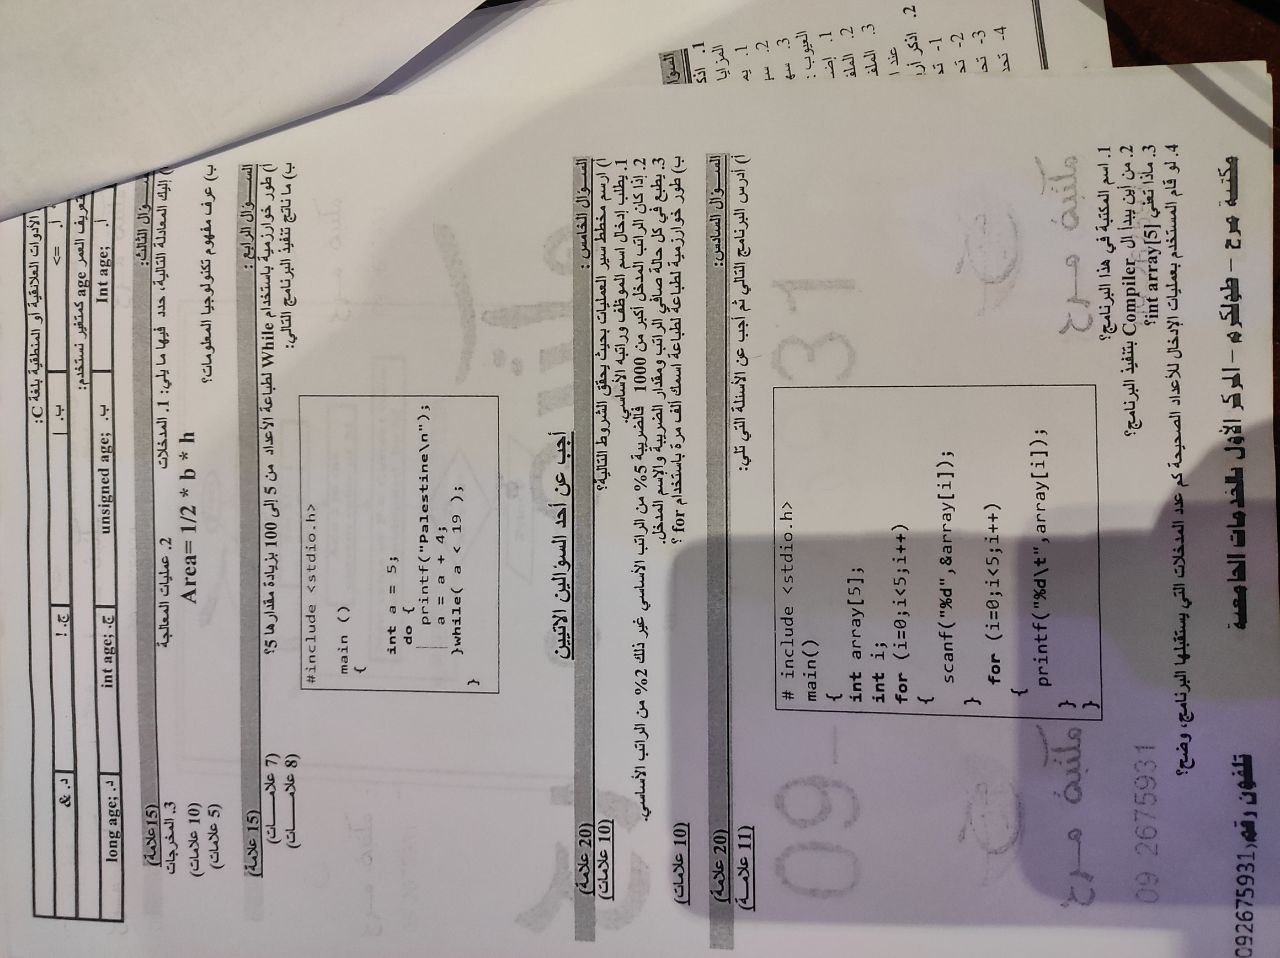 الأدوات العلائقية أو المنطقية بلغة C:
أ. <= ب. | ج. ! د. &
تعريف العمر age كمتغير نستخدم:
أ. Int age; ب. unsigned age; ج. int age; د. long age;
السؤال الثالث: (15 علامة)
أ) إليك المعادلة التالية، حدد فيها ما يلي: 1. المدخلات 2. عمليات المعالجة 3. المخرجات
Area= 1/2 * b * h (10 علامات)
ب) عرف مفهوم تكنولوجيا المعلومات؟ (5 علامات)
السؤال الرابع: (15 علامة)
أ) طور خوارزمية باستخدام While لطباعة الأعداد من 5 إلى 100 بزيادة مقدارها 5؟ (7 علامات)
ب) ما ناتج تنفيذ البرنامج التالي: (8 علامات)
#include <stdio.h>
main ()
{
int a = 5;
do {
printf("Palestine\n");
a = a + 4;
}while( a < 19 );
}
أجب عن أحد السؤالين الآتيين
السؤال الخامس: (20 علامة)
أ) ارسم مخطط سير العمليات بحيث يحقق الشروط التالية؟ (10 علامات)
1. يطلب إدخال اسم الموظف وراتبه الأساسي.
2. إذا كان الراتب المدخل أكبر من 1000 فالضريبة 5% من الراتب الأساسي غير ذلك 2% من الراتب الأساسي.
3. يطبع في كل حالة صافي الراتب ومقدار الضريبة والاسم المدخل.
ب) طور خوارزمية لطباعة اسمك ألف مرة باستخدام for ؟ (10 علامات)
السؤال السادس: (20 علامة)
أ) ادرس البرنامج التالي ثم أجب عن الأسئلة التي تلي: (11 علامة)
# include <stdio.h>
main()
{
int array[5];
int i;
for (i=0;i<5;i++)
{
scanf("%d",&array[i]);
}
for (i=0;i<5;i++)
{
printf("%d\t",array[i]);
}
}
1. اسم المكتبة في هذا البرنامج؟
2. من أين يبدأ ال Compiler بتنفيذ البرنامج؟
3. ماذا تعني int array[5]؟
4. لو قام المستخدم بعمليات الإدخال للأعداد الصحيحة كم عدد المدخلات التي يستقبلها البرنامج، وضح؟
مكتبة مرح
09 2675931
مكتبة مرح – طولكرم – المركز الأول للخدمات الجامعية تلفون رقم 092675931